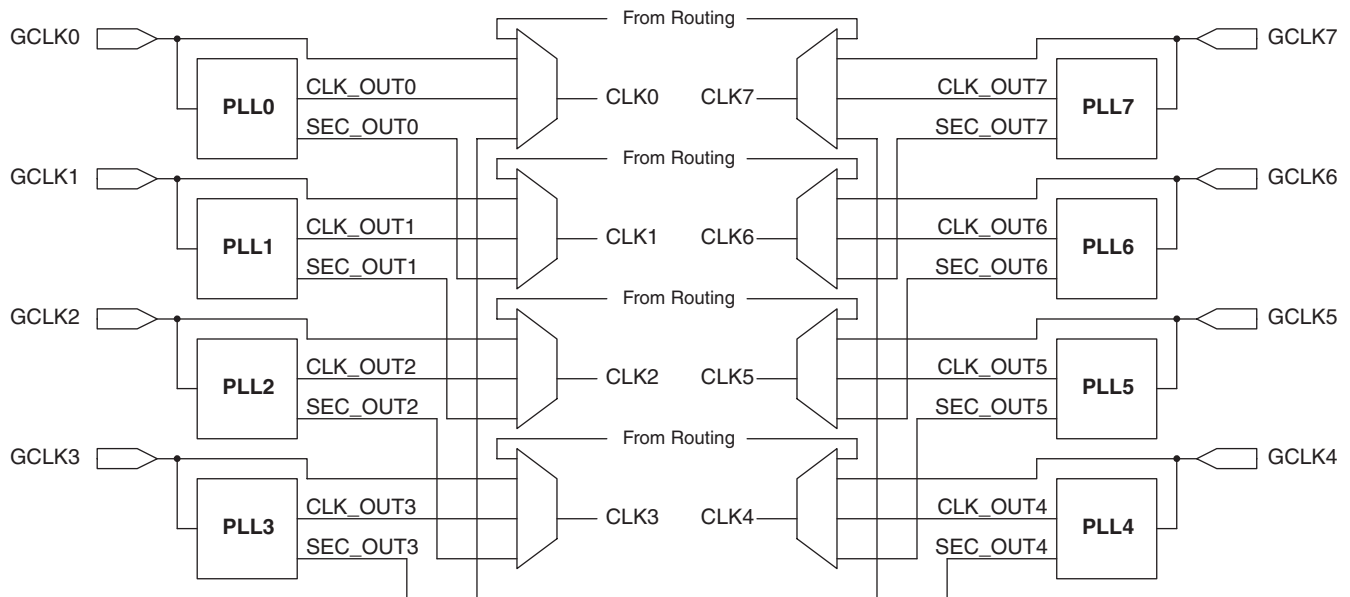 From Routing
GCLK0 GCLK7
CLK_OUT0 CLK_OUT7
PLL0 CLK0 CLK7 PLL7
SEC_OUT0 SEC_OUT7
From Routing
GCLK1 GCLK6
CLK_OUT1 CLK_OUT6
PLL1 CLK1 CLK6 PLL6
SEC_OUT1 SEC_OUT6
From Routing
GCLK2 GCLK5
CLK_OUT2 CLK_OUT5
PLL2 CLK2 CLK5 PLL5
SEC_OUT2 SEC_OUT5
From Routing
GCLK3 GCLK4
CLK_OUT3 CLK_OUT4
PLL3 CLK3 CLK4 PLL4
SEC_OUT3 SEC_OUT4